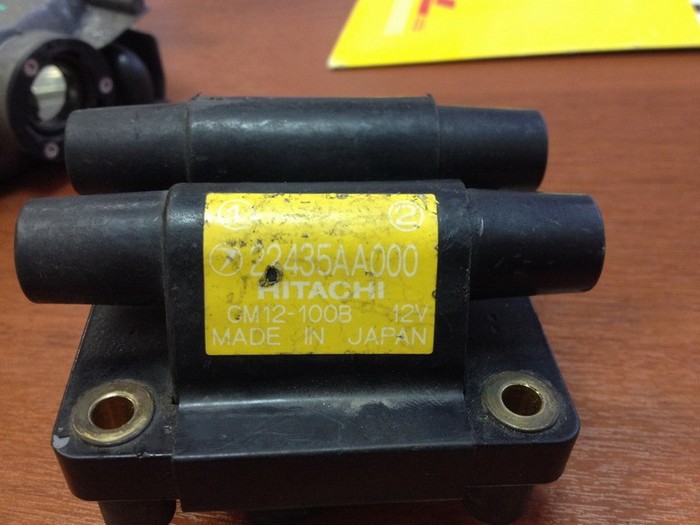 ① ②
22435AA000
HITACHI
CM12-100B 12V
MADE IN JAPAN